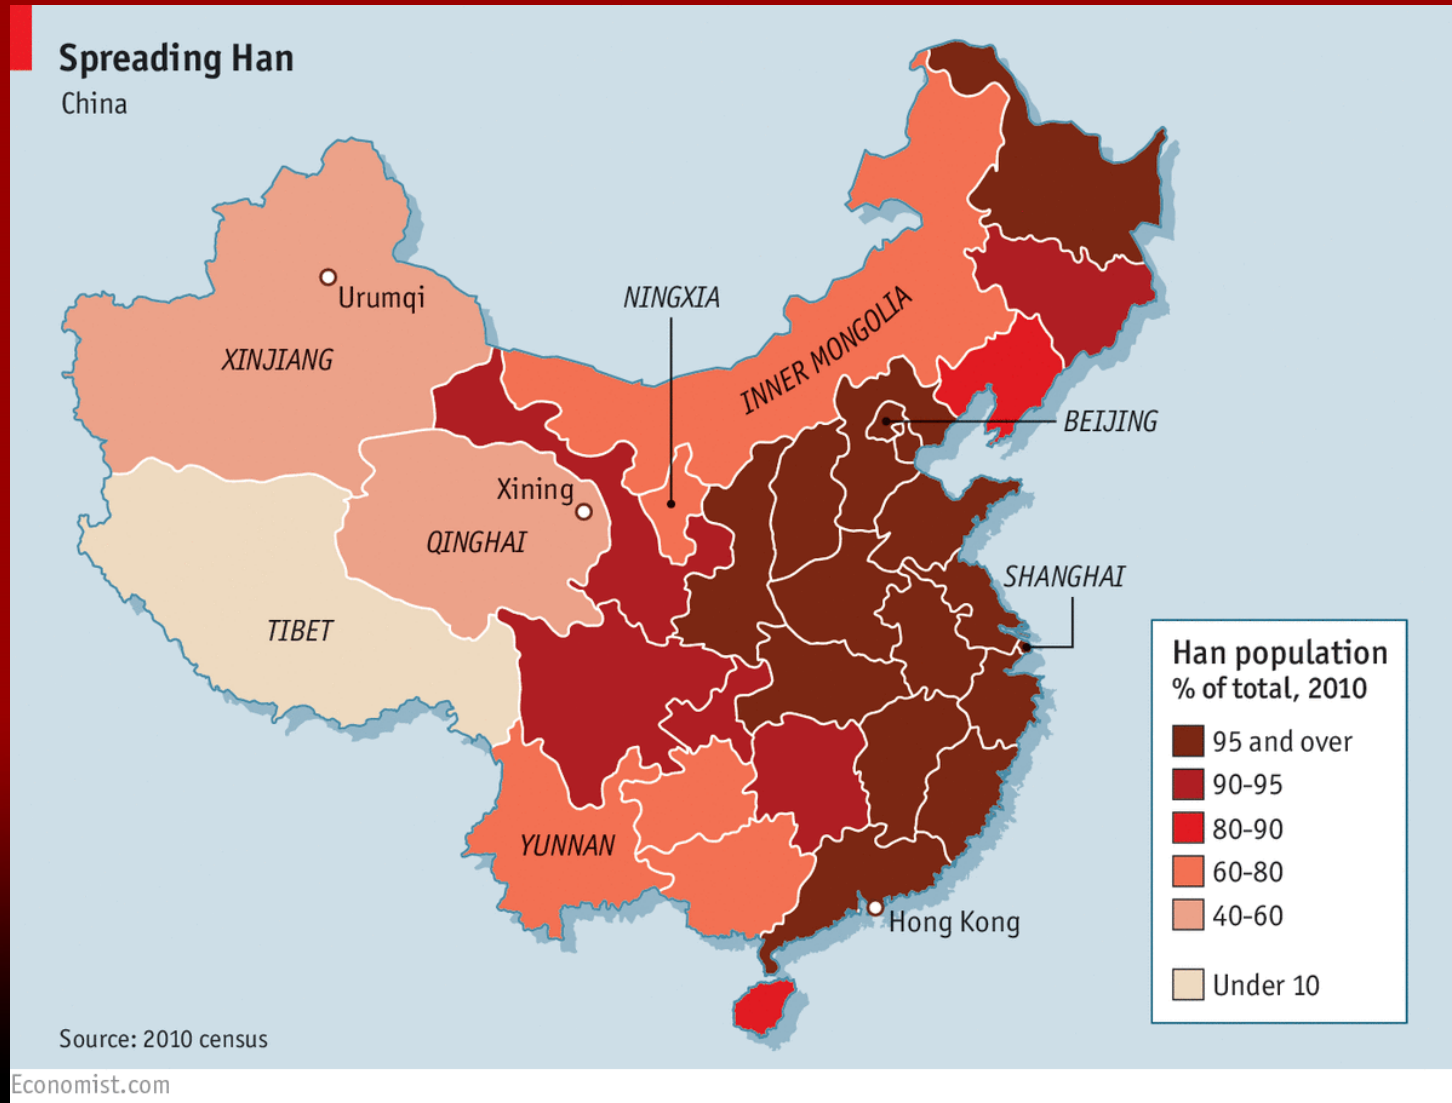 Spreading Han
China
Urumqi
XINJIANG
NINGXIA
INNER MONGOLIA
BEIJING
Xining
QINGHAI
SHANGHAI
TIBET
YUNNAN
Hong Kong
Han population
% of total, 2010
95 and over
90-95
80-90
60-80
40-60
Under 10
Source: 2010 census
Economist.com